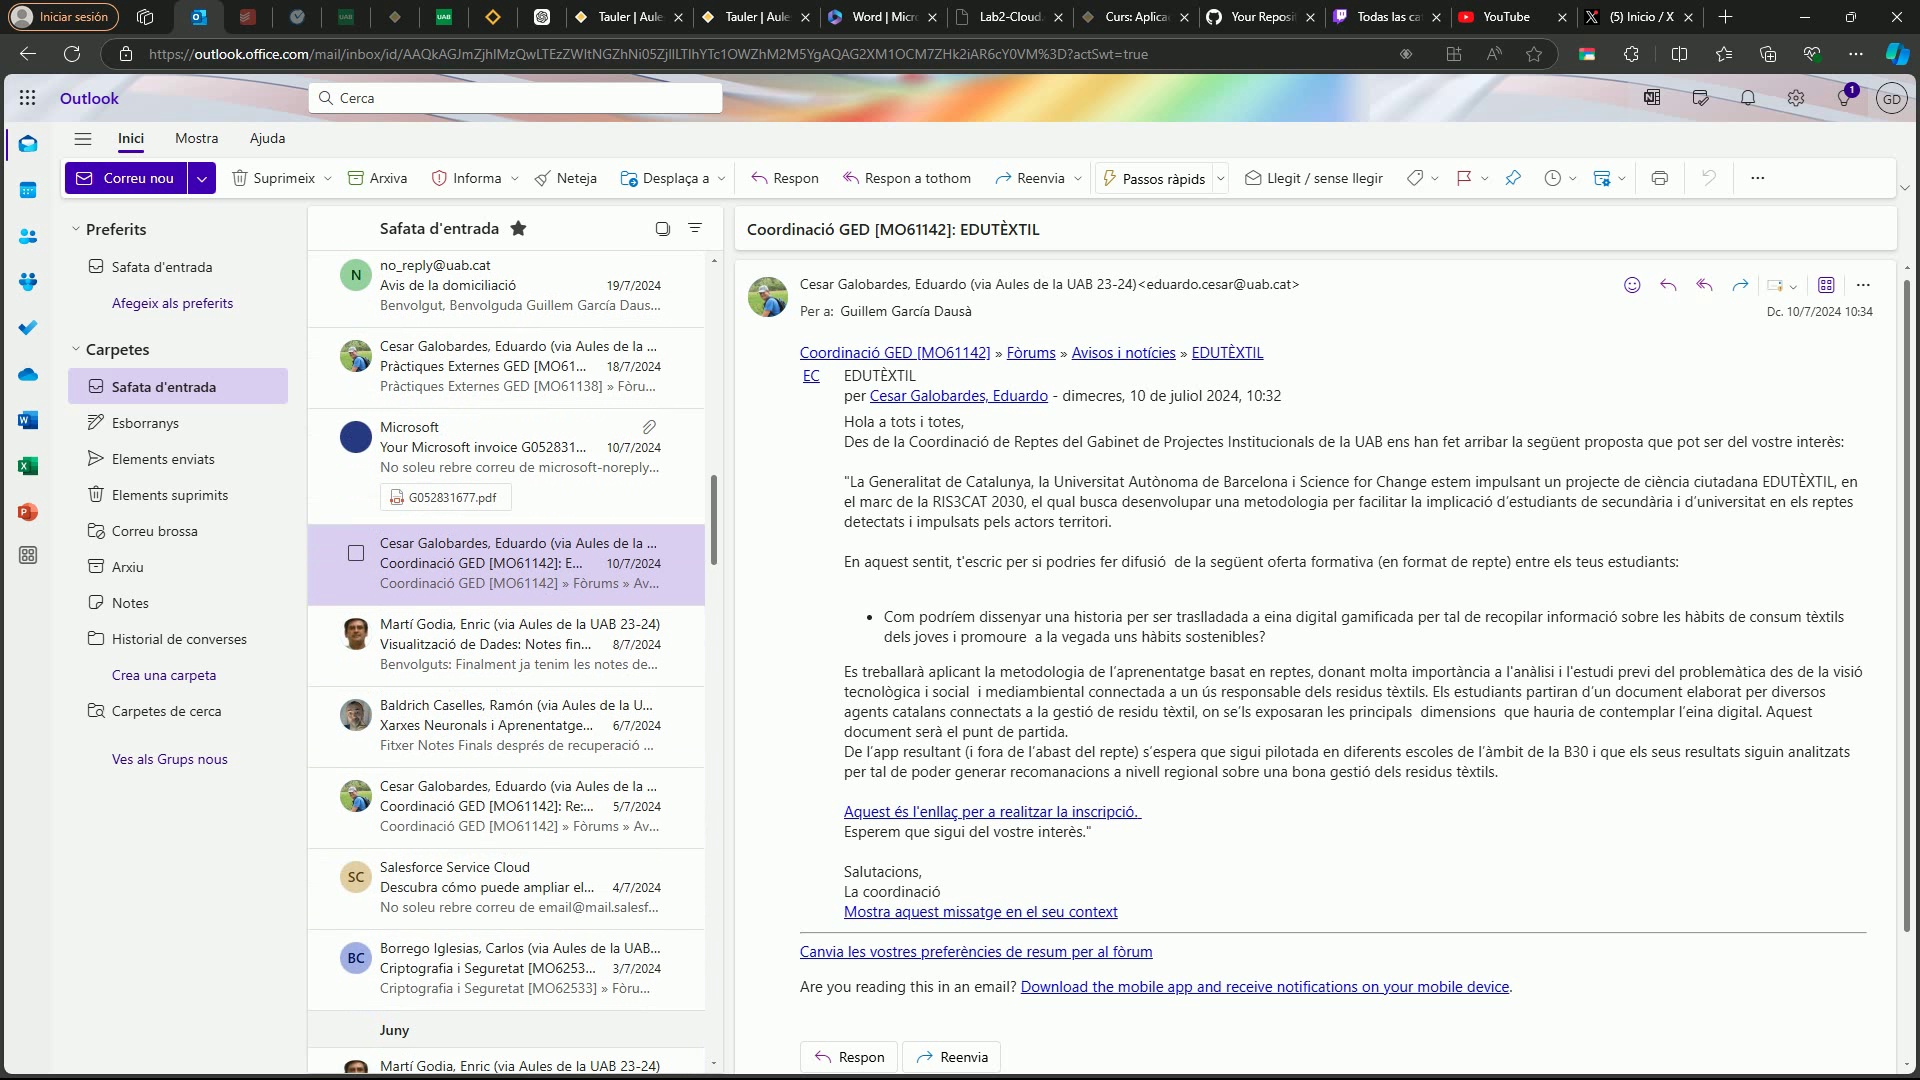 Iniciar sesión
Tauler | Aule
Tauler | Aule
Word | Micr
Lab2-Cloud
Curs: Aplica
Your Reposi
Todas las ca
YouTube
(5) Inicio / X
https://outlook.office.com/mail/inbox/id/AAQkAGJmZjhlMzQwLTEzZWItNGZhNi05ZjllLTlhYTc1OWZhM2M5YgAQAG2XM1OCM7ZHk2iAR6cY0VM%3D?actSwt=true
Outlook
Cerca
1
GD
Inici
Mostra
Ajuda
Correu nou
Suprimeix
Arxiva
Informa
Neteja
Desplaça a
Respon
Respon a tothom
Reenvia
Passos ràpids
Llegit / sense llegir
Preferits
Safata d'entrada
Afegeix als preferits
Carpetes
Safata d'entrada
Esborranys
Elements enviats
Elements suprimits
Correu brossa
Arxiu
Notes
Historial de converses
Crea una carpeta
Carpetes de cerca
Ves als Grups nous
Safata d'entrada
N
no_reply@uab.cat
Avis de la domiciliació 19/7/2024
Benvolgut, Benvolguda Guillem García Daus...
Cesar Galobardes, Eduardo (via Aules de la ...
Pràctiques Externes GED [MO61... 18/7/2024
Pràctiques Externes GED [MO61138] » Fòru...
Microsoft
Your Microsoft invoice G052831... 10/7/2024
No soleu rebre correu de microsoft-noreply...
G052831677.pdf
Cesar Galobardes, Eduardo (via Aules de la ...
Coordinació GED [MO61142]: E... 10/7/2024
Coordinació GED [MO61142] » Fòrums » Av...
Martí Godia, Enric (via Aules de la UAB 23-24)
Visualització de Dades: Notes fin... 8/7/2024
Benvolguts: Finalment ja tenim les notes de...
Baldrich Caselles, Ramón (via Aules de la U...
Xarxes Neuronals i Aprenentatge... 6/7/2024
Fitxer Notes Finals després de recuperació ...
Cesar Galobardes, Eduardo (via Aules de la ...
Coordinació GED [MO61142]: Re:... 5/7/2024
Coordinació GED [MO61142] » Fòrums » Av...
SC
Salesforce Service Cloud
Descubra cómo puede ampliar el... 4/7/2024
No soleu rebre correu de email@mail.salesf...
BC
Borrego Iglesias, Carlos (via Aules de la UAB...
Criptografia i Seguretat [MO6253... 3/7/2024
Criptografia i Seguretat [MO62533] » Fòru...
Juny
Martí Godia, Enric (via Aules de la UAB 23-24)
Coordinació GED [MO61142]: EDUTÈXTIL
Cesar Galobardes, Eduardo (via Aules de la UAB 23-24)<eduardo.cesar@uab.cat>
Per a: Guillem García Dausà
Dc. 10/7/2024 10:34
Coordinació GED [MO61142] » Fòrums » Avisos i notícies » EDUTÈXTIL
EC EDUTÈXTIL
per Cesar Galobardes, Eduardo - dimecres, 10 de juliol 2024, 10:32
Hola a tots i totes,
Des de la Coordinació de Reptes del Gabinet de Projectes Institucionals de la UAB ens han fet arribar la següent proposta que pot ser del vostre interès:
"La Generalitat de Catalunya, la Universitat Autònoma de Barcelona i Science for Change estem impulsant un projecte de ciència ciutadana EDUTÈXTIL, en
el marc de la RIS3CAT 2030, el qual busca desenvolupar una metodologia per facilitar la implicació d’estudiants de secundària i d’universitat en els reptes
detectats i impulsats pels actors territori.
En aquest sentit, t'escric per si podries fer difusió de la següent oferta formativa (en format de repte) entre els teus estudiants:
• Com podríem dissenyar una historia per ser traslladada a eina digital gamificada per tal de recopilar informació sobre les hàbits de consum tèxtils
dels joves i promoure a la vegada uns hàbits sostenibles?
Es treballarà aplicant la metodologia de l’aprenentatge basat en reptes, donant molta importància a l'anàlisi i l'estudi previ del problemàtica des de la visió
tecnològica i social i mediambiental connectada a un ús responsable dels residus tèxtils. Els estudiants partiran d’un document elaborat per diversos
agents catalans connectats a la gestió de residu tèxtil, on se’ls exposaran les principals dimensions que hauria de contemplar l’eina digital. Aquest
document serà el punt de partida.
De l’app resultant (i fora de l’abast del repte) s’espera que sigui pilotada en diferents escoles de l’àmbit de la B30 i que els seus resultats siguin analitzats
per tal de poder generar recomanacions a nivell regional sobre una bona gestió dels residus tèxtils.
Aquest és l'enllaç per a realitzar la inscripció.
Esperem que sigui del vostre interès."
Salutacions,
La coordinació
Mostra aquest missatge en el seu context
Canvia les vostres preferències de resum per al fòrum
Are you reading this in an email? Download the mobile app and receive notifications on your mobile device.
Respon
Reenvia